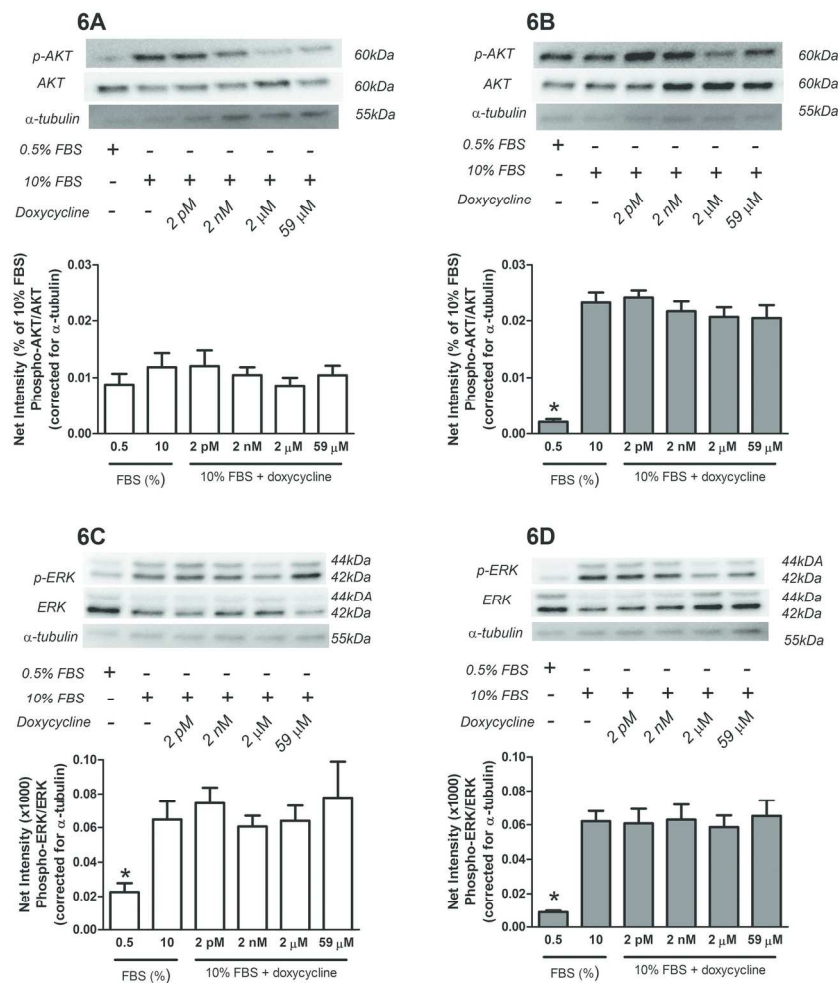 6A
p-AKT 60kDa
AKT 60kDa
α-tubulin 55kDa
0.5% FBS + - - - - -
10% FBS - + + + + +
Doxycycline - - 2 pM 2 nM 2 µM 59 µM
Net Intensity (% of 10% FBS)
Phospho-AKT/AKT
(corrected for α-tubulin)
0.03
0.02
0.01
0.00
0.5 10 2 pM 2 nM 2 µM 59 µM
FBS (%) 10% FBS + doxycycline
6B
p-AKT 60kDa
AKT 60kDa
α-tubulin 55kDa
0.5% FBS + - - - - -
10% FBS - + + + + +
Doxycycline - - 2 pM 2 nM 2 µM 59 µM
Net Intensity (% of 10% FBS)
Phospho-AKT/AKT
(corrected for α-tubulin)
0.03
0.02
0.01
0.00
*
0.5 10 2 pM 2 nM 2 µM 59 µM
FBS (%) 10% FBS + doxycycline
6C
44kDa
p-ERK 42kDa
44kDA
ERK 42kDa
α-tubulin 55kDa
0.5% FBS + - - - - -
10% FBS - + + + + +
Doxycycline - - 2 pM 2 nM 2 µM 59 µM
Net Intensity (x1000)
Phospho-ERK/ERK
(corrected for α-tubulin)
0.10
0.08
0.06
0.04
0.02
0.00
*
0.5 10 2 pM 2 nM 2 µM 59 µM
FBS (%) 10% FBS + doxycycline
6D
44kDA
p-ERK 42kDa
44kDa
ERK 42kDa
α-tubulin 55kDa
0.5% FBS + - - - - -
10% FBS - + + + + +
Doxycycline - - 2 pM 2 nM 2 µM 59 µM
Net Intensity (x1000)
Phospho-ERK/ERK
(corrected for α-tubulin)
0.10
0.08
0.06
0.04
0.02
0.00
*
0.5 10 2 pM 2 nM 2 µM 59 µM
FBS (%) 10% FBS + doxycycline